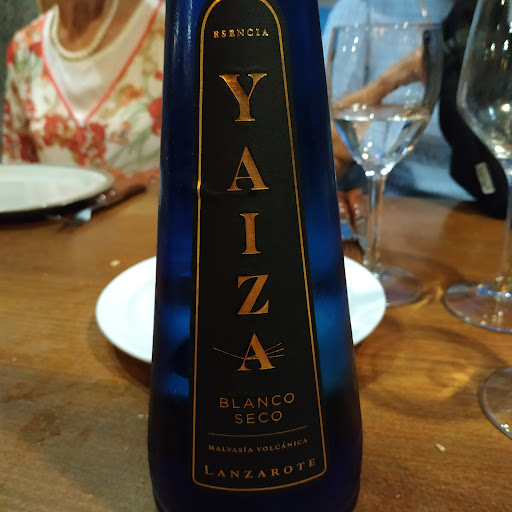 ESENCIA
YAIZA
BLANCO
SECO
MALVASÍA VOLCÁNICA
LANZAROTE